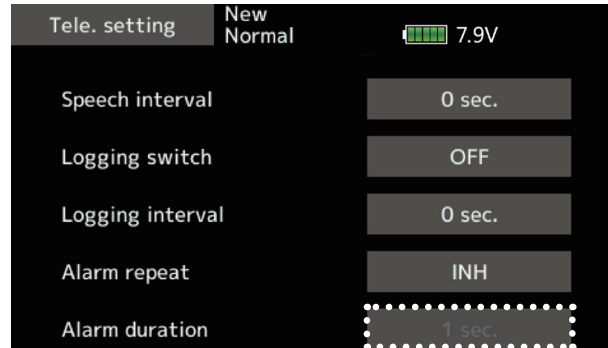 Tele. setting New
Normal 7.9V
Speech interval 0 sec.
Logging switch OFF
Logging interval 0 sec.
Alarm repeat INH
Alarm duration 1 sec.